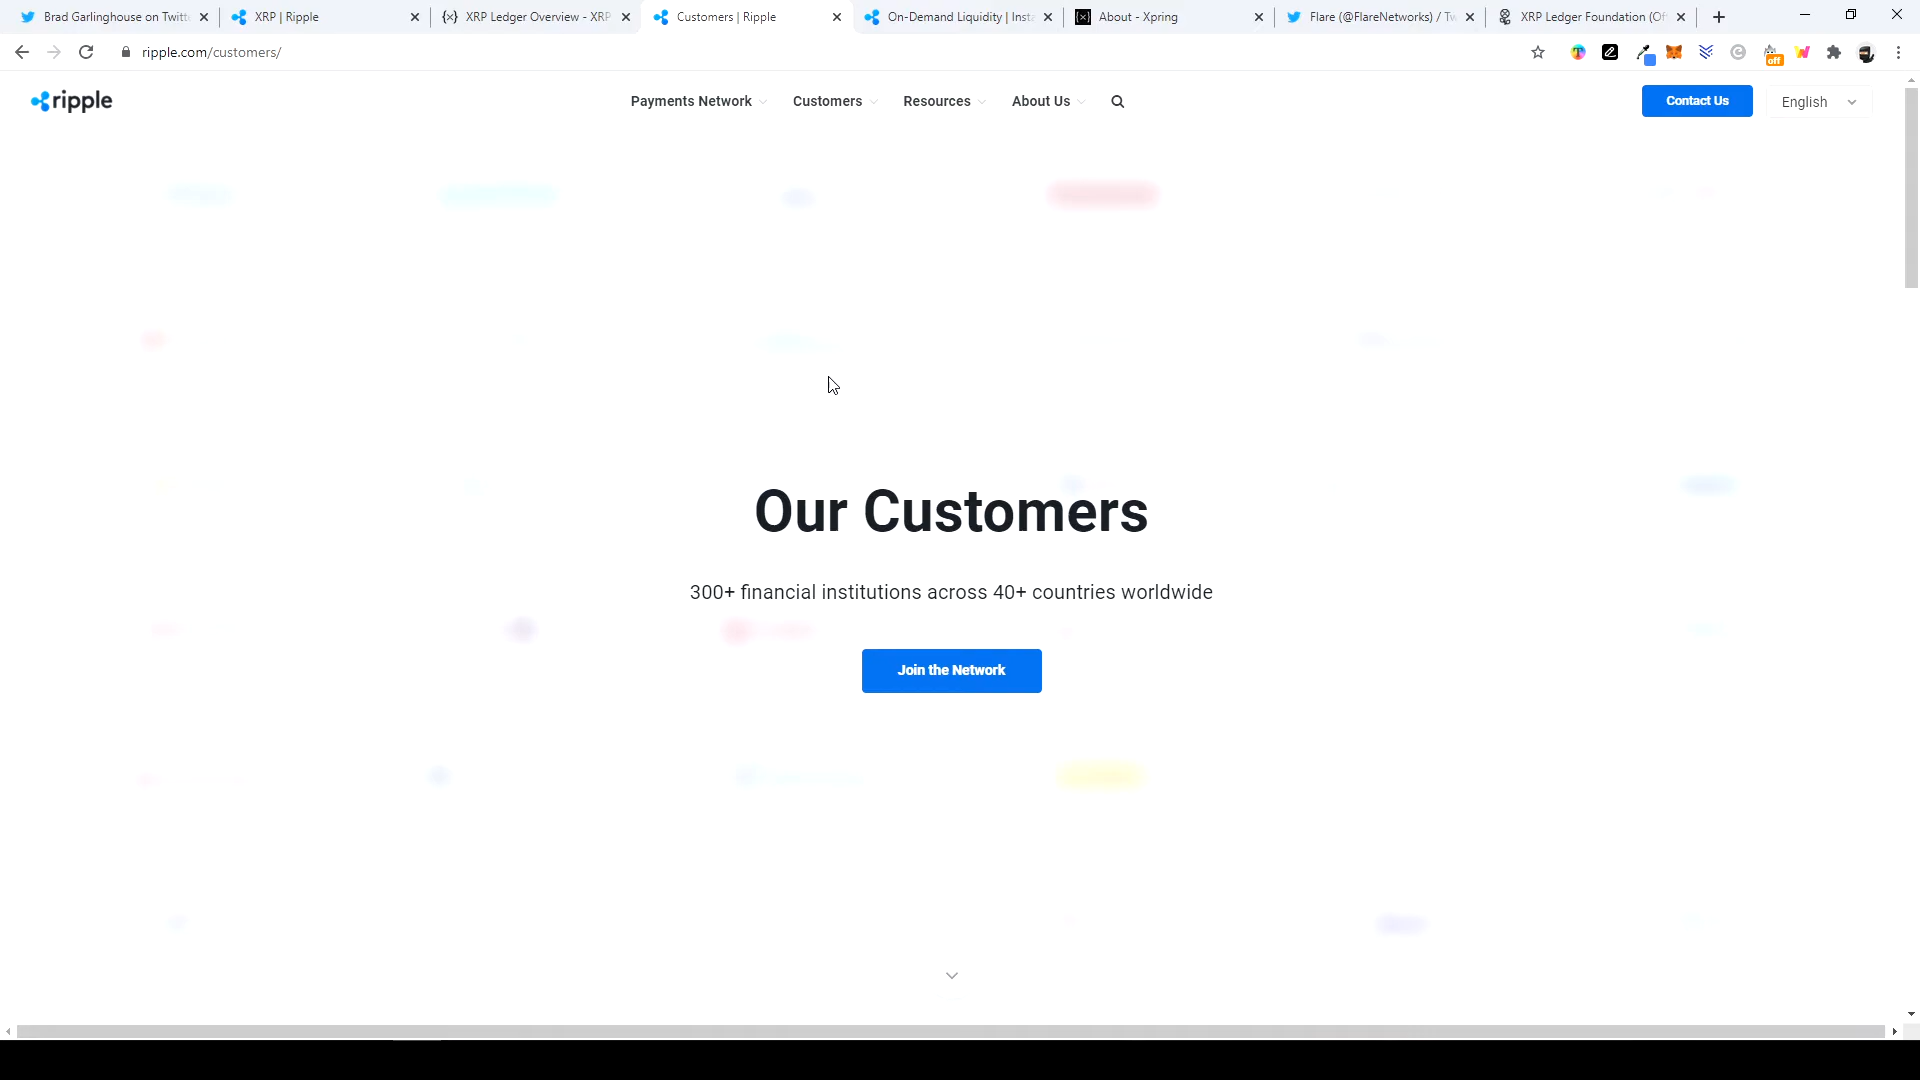 Brad Garlinghouse on Twitt
XRP | Ripple
XRP Ledger Overview - XRP
Customers | Ripple
On-Demand Liquidity | Insta
About - Xpring
Flare (@FlareNetworks) / Tw
XRP Ledger Foundation (Of
ripple.com/customers/
off
ripple
Payments Network
Customers
Resources
About Us
Contact Us
English
Our Customers
300+ financial institutions across 40+ countries worldwide
Join the Network